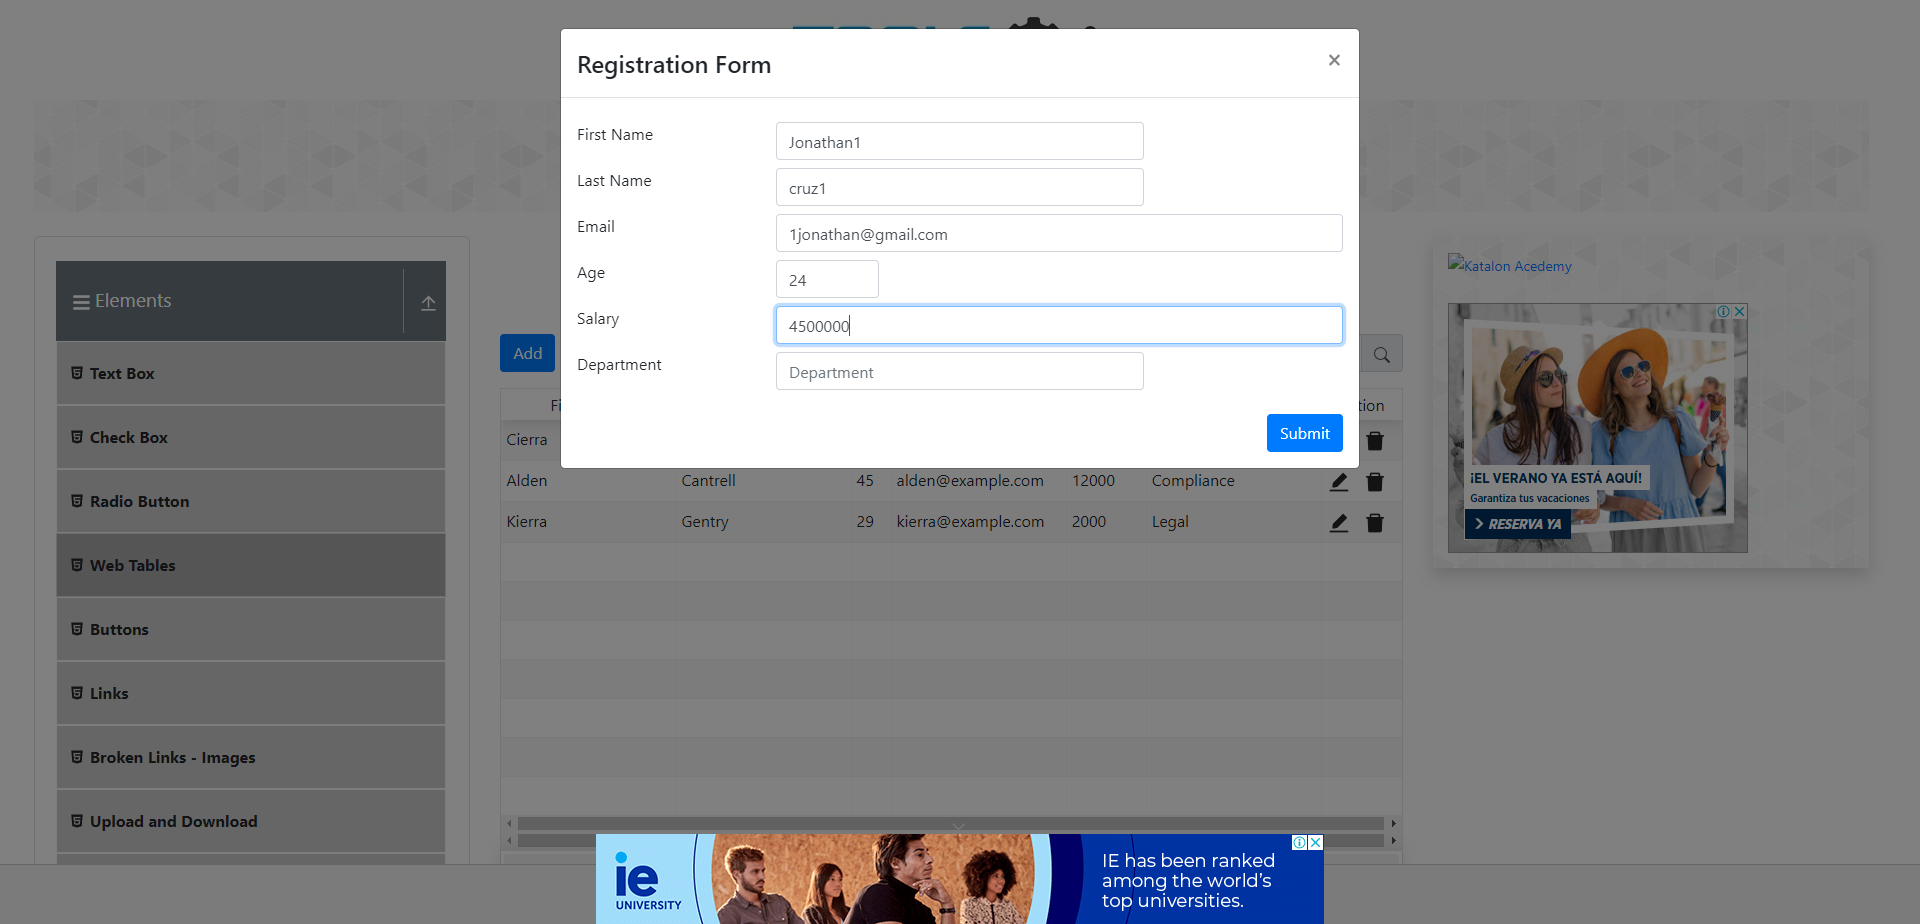 Registration Form ×
First Name Jonathan1
Last Name cruz1
Email 1jonathan@gmail.com
Age 24
Salary 4500000
Department Department
Submit
Elements
Text Box
Check Box
Radio Button
Web Tables
Buttons
Links
Broken Links - Images
Upload and Download
Add
Fi tion
Cierra
Alden Cantrell 45 alden@example.com 12000 Compliance
Kierra Gentry 29 kierra@example.com 2000 Legal
Katalon Acedemy
¡EL VERANO YA ESTÁ AQUÍ!
Garantiza tus vacaciones
RESERVA YA
ie
UNIVERSITY
IE has been ranked
among the world's
top universities.